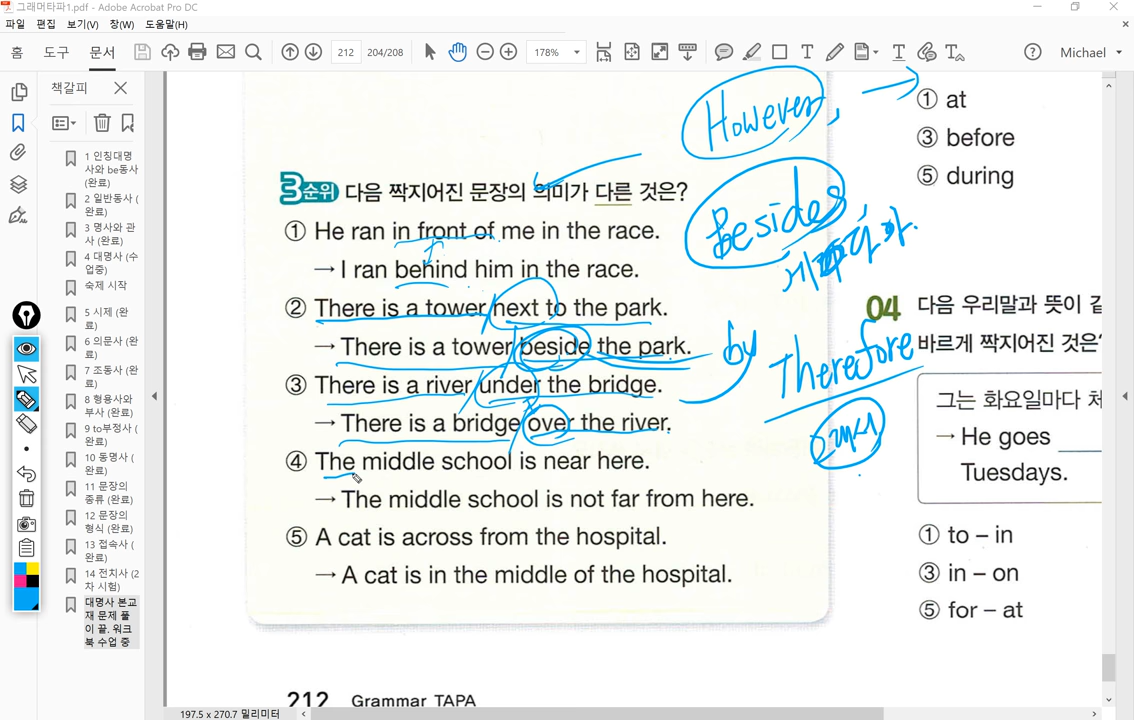 그래머타파1.pdf - Adobe Acrobat Pro DC
파일 편집 보기(V) 창(W) 도움말(H)
홈 도구 문서 212 204/208 178% Michael
책갈피
1 인칭대명
사와 be동사
(완료)
2 일반동사 (
완료)
3 명사와 관
사 (완료)
4 대명사 (수
업중)
숙제 시작
5 시제 (완
료)
6 의문사 (완
료)
7 조동사 (완
료)
8 형용사와
부사 (완료)
9 to부정사 (
완료)
10 동명사 (
완료)
11 문장의
종류 (완료)
12 문장의
형식 (완료)
13 접속사 (
완료)
14 전치사 (2
차 시험)
대명사 본교
재 문제 풀
이 끝. 워크
북 수업 중
However,
Besides,
by
Therefore
3순위 다음 짝지어진 문장의 의미가 다른 것은?
① He ran in front of me in the race.
→ I ran behind him in the race.
② There is a tower next to the park.
→ There is a tower beside the park.
③ There is a river under the bridge.
→ There is a bridge over the river.
④ The middle school is near here.
→ The middle school is not far from here.
⑤ A cat is across from the hospital.
→ A cat is in the middle of the hospital.
212 Grammar TAPA
① at
③ before
⑤ during
04 다음 우리말과 뜻이 같
바르게 짝지어진 것은?
그는 화요일마다 체
→ He goes
Tuesdays.
① to – in
③ in – on
⑤ for – at
197.5 x 270.7 밀리미터